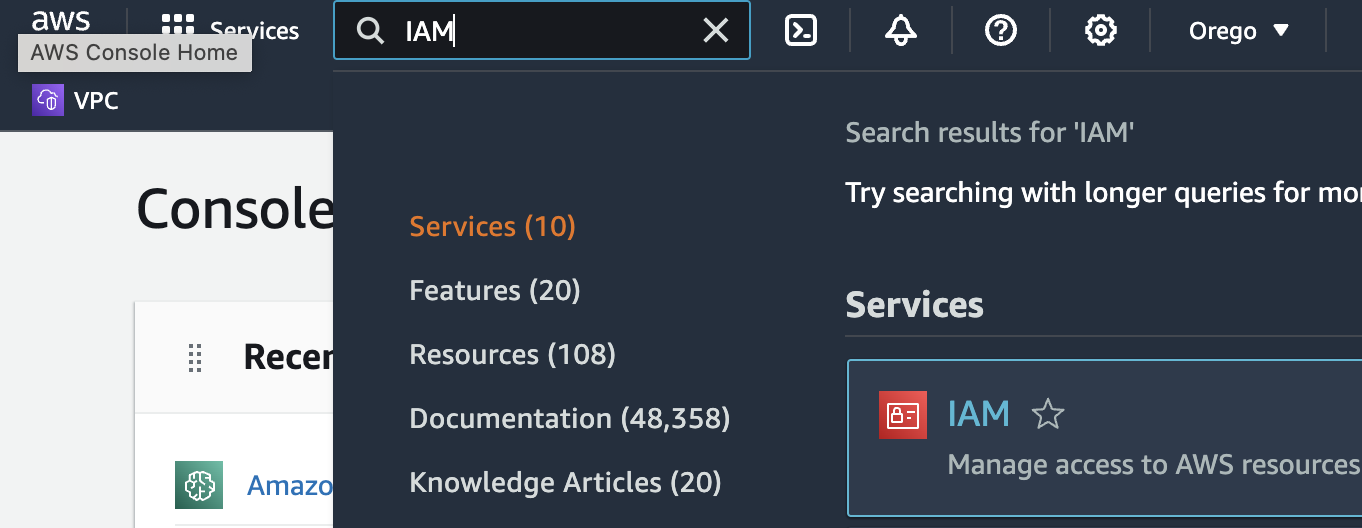 aws
Services
IAM
Orego
AWS Console Home
VPC
Search results for 'IAM'
Try searching with longer queries for mo
Console
Services (10)
Features (20)
Resources (108)
Documentation (48,358)
Knowledge Articles (20)
Services
IAM
Manage access to AWS resources
Recen
Amazo